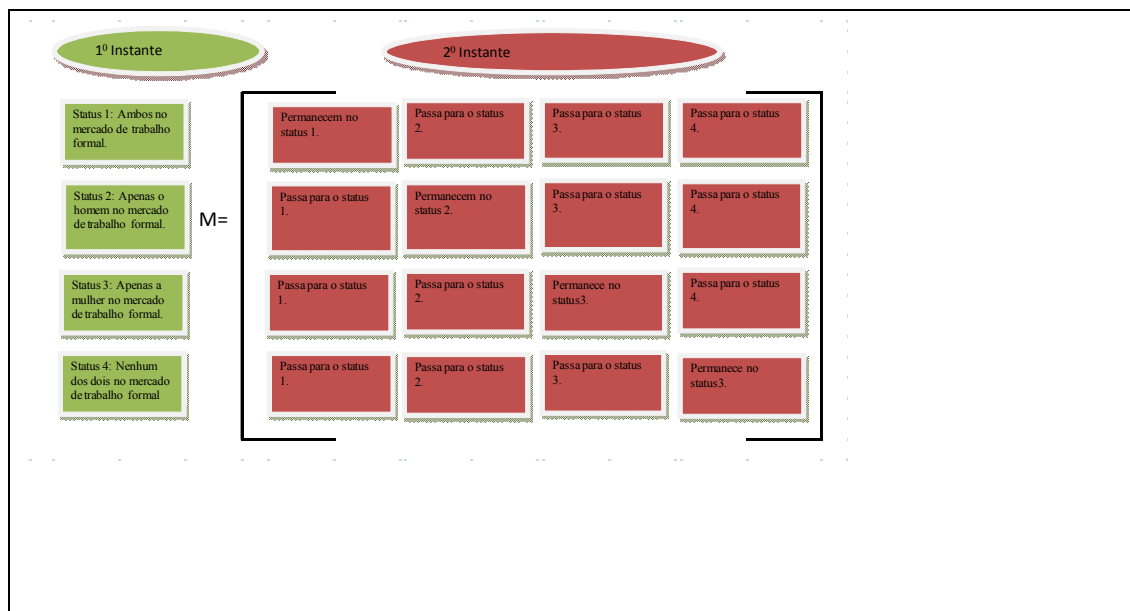 1⁰ Instante
2⁰ Instante
Status 1: Ambos no
mercado de trabalho
formal.
Permanecem no
status 1.
Passa para o status
2.
Passa para o status
3.
Passa para o status
4.
Status 2: Apenas o
homem no mercado
de trabalho formal.
M=
Passa para o status
1.
Permanecem no
status 2.
Passa para o status
3.
Passa para o status
4.
Status 3: Apenas a
mulher no mercado
de trabalho formal.
Passa para o status
1.
Passa para o status
2.
Permanece no
status3.
Passa para o status
4.
Status 4: Nenhum
dos dois no mercado
de trabalho formal
Passa para o status
1.
Passa para o status
2.
Passa para o status
3.
Permanece no
status3.